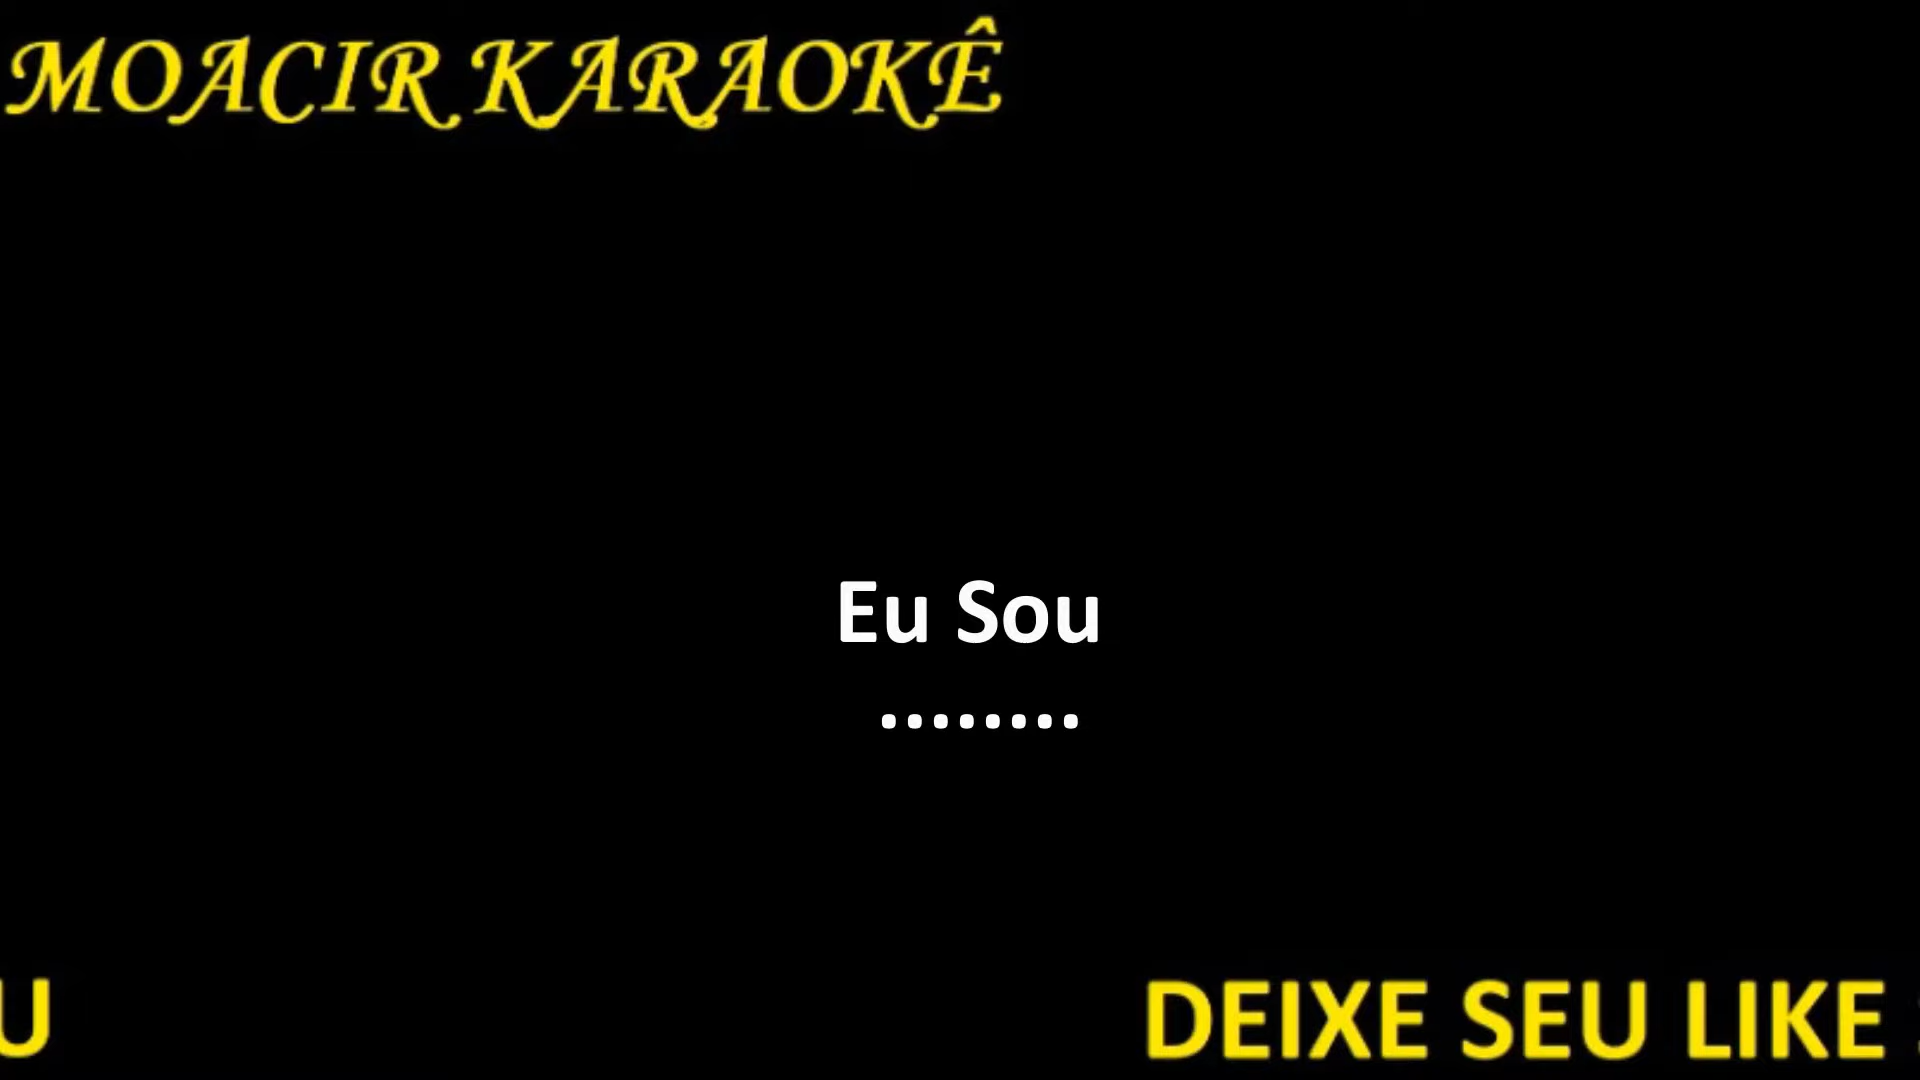 MOACIR KARAOKÊ
Eu Sou
........
U
DEIXE SEU LIKE